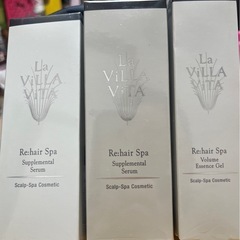 La
ViLLA
ViTA
Re:hair Spa
Supplemental
Serum
Scalp-Spa Cosmetic
La
ViLLA
ViTA
Re:hair Spa
Supplemental
Serum
Scalp-Spa Cosmetic
La
ViLLA
ViTA
Re:hair Spa
Volume
Essence Gel
Scalp-Spa Cosmetic